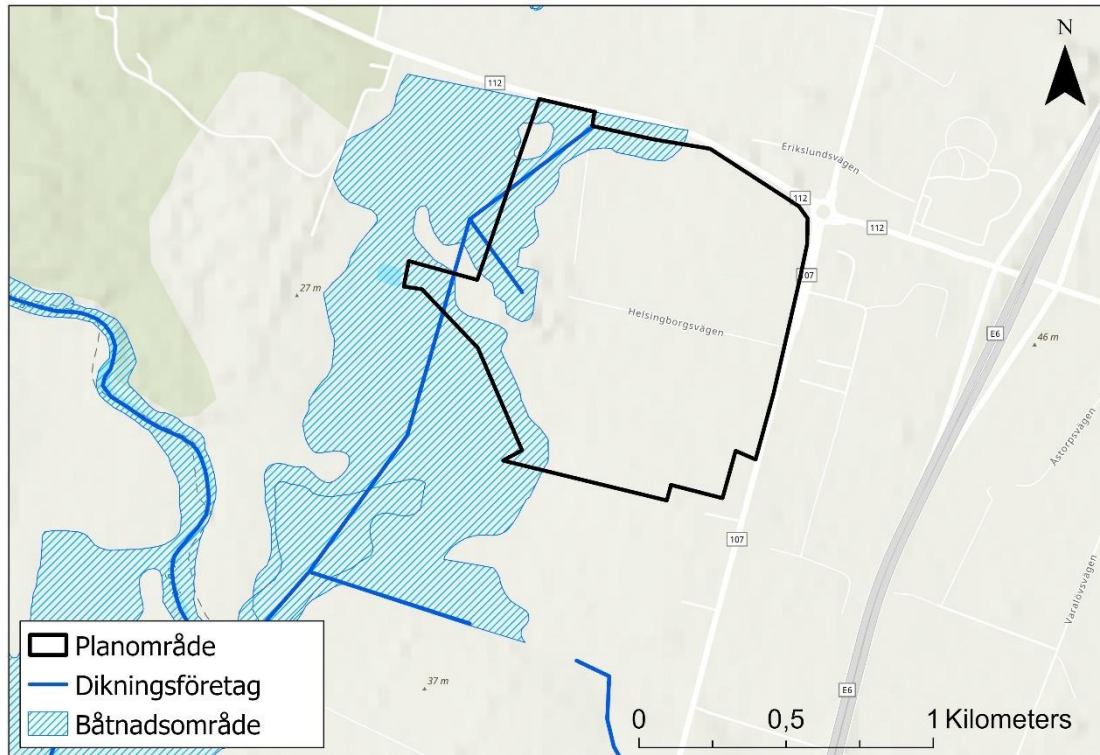 N
112
Erikslundsvägen
112
112
107
27 m
Helsingborgsvägen
E6
46 m
Åstorpsvägen
107
Varalövsvägen
37 m
E6
Planområde
Dikningsföretag
Båtnadsområde
0 0,5 1 Kilometers